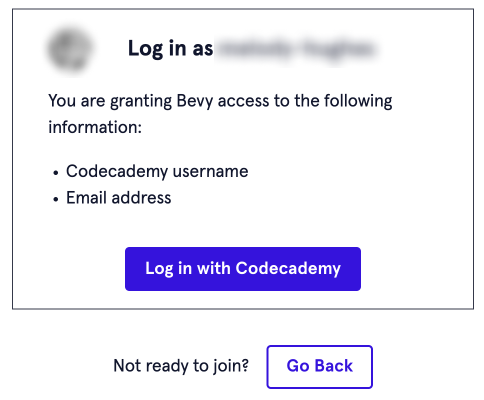 Log in as
You are granting Bevy access to the following
information:
• Codecademy username
• Email address
Log in with Codecademy
Not ready to join? Go Back